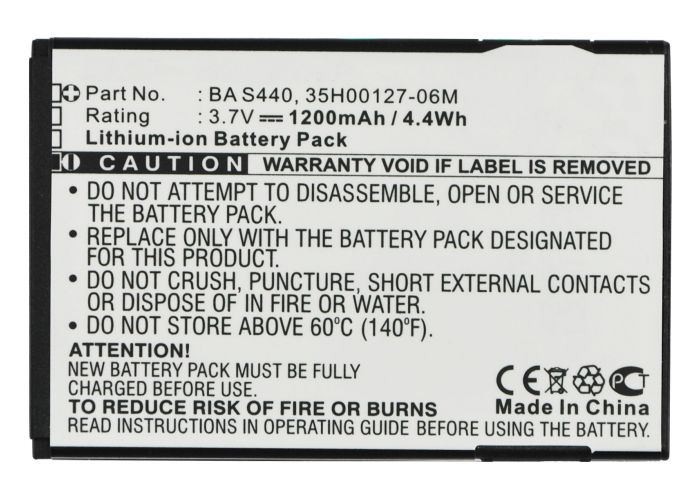 Part No. : BA S440, 35H00127-06M
Rating : 3.7V 1200mAh / 4.4Wh
Lithium-ion Battery Pack
CAUTION WARRANTY VOID IF LABEL IS REMOVED
• DO NOT ATTEMPT TO DISASSEMBLE, OPEN OR SERVICE
THE BATTERY PACK.
• REPLACE ONLY WITH THE BATTERY PACK DESIGNATED
FOR THIS PRODUCT.
• DO NOT CRUSH, PUNCTURE, SHORT EXTERNAL CONTACTS
OR DISPOSE OF IN FIRE OR WATER.
• DO NOT STORE ABOVE 60°C (140°F).
ATTENTION!
NEW BATTERY PACK MUST BE FULLY
CHARGED BEFORE USE.
CE PCT
Made In China
TO REDUCE RISK OF FIRE OR BURNS
READ INSTRUCTIONS IN OPERATING GUIDE BEFORE USING THE BATTERY.